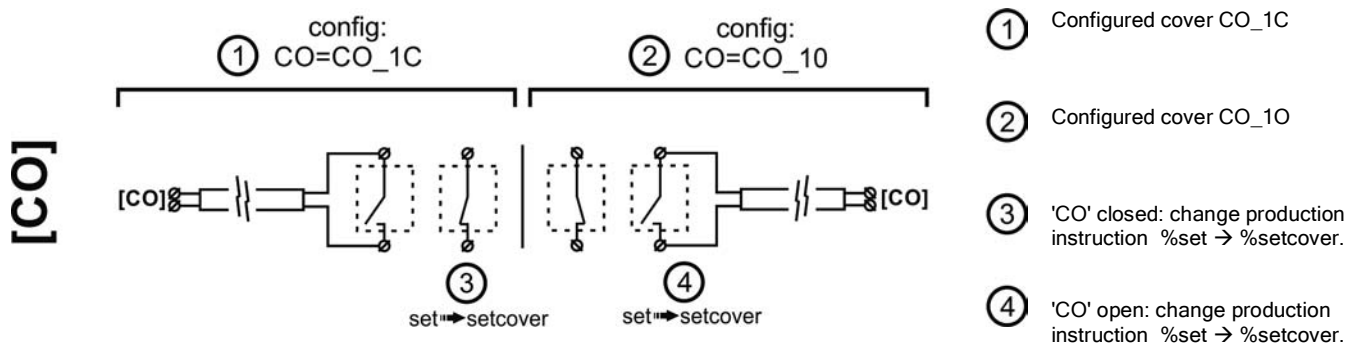 [CO]
1 config:
CO=CO_1C
2 config:
CO=CO_10
[CO]
[CO]
3
set➡setcover
4
set➡setcover
1 Configured cover CO_1C
2 Configured cover CO_1O
3 'CO' closed: change production
instruction %set → %setcover.
4 'CO' open: change production
instruction %set → %setcover.